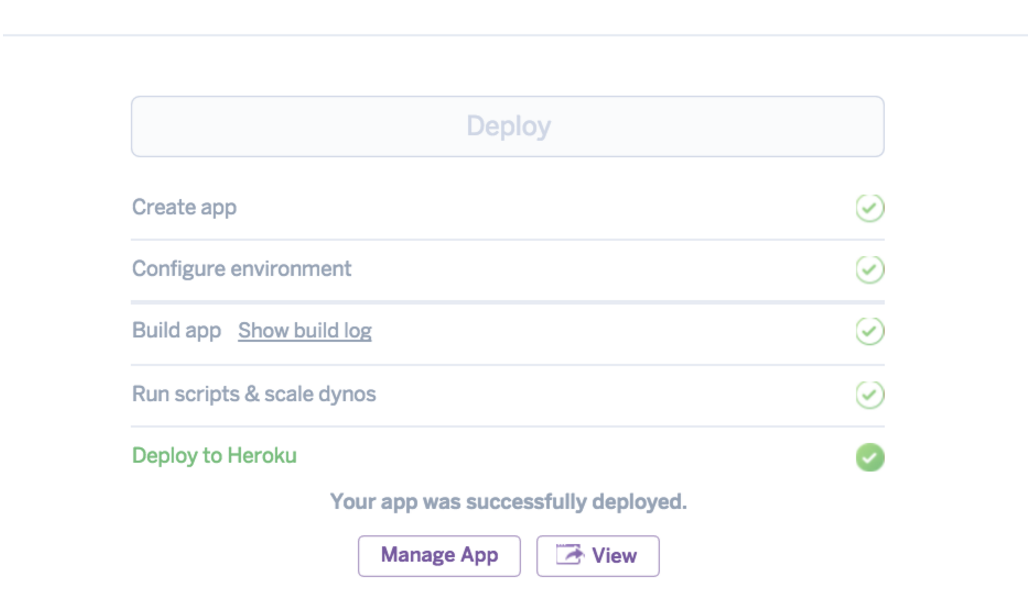 Deploy
Create app
Configure environment
Build app Show build log
Run scripts & scale dynos
Deploy to Heroku
Your app was successfully deployed.
Manage App View